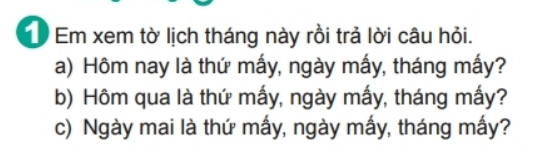 1 Em xem tờ lịch tháng này rồi trả lời câu hỏi.
a) Hôm nay là thứ mấy, ngày mấy, tháng mấy?
b) Hôm qua là thứ mấy, ngày mấy, tháng mấy?
c) Ngày mai là thứ mấy, ngày mấy, tháng mấy?